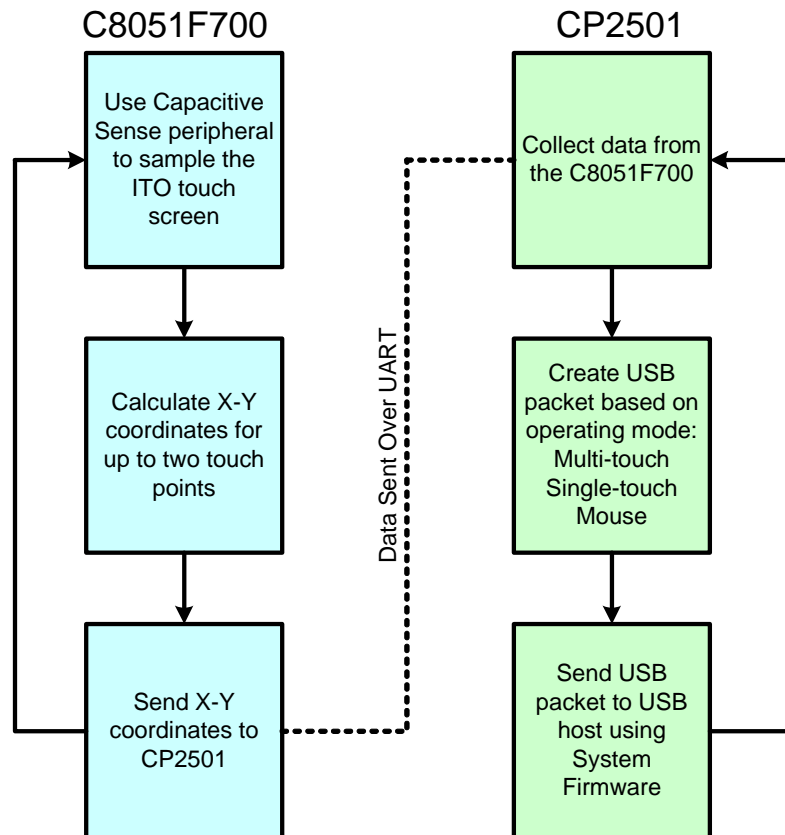 C8051F700
Use Capacitive
Sense peripheral
to sample the
ITO touch
screen
Calculate X-Y
coordinates for
up to two touch
points
Send X-Y
coordinates to
CP2501
Data Sent Over UART
CP2501
Collect data from
the C8051F700
Create USB
packet based on
operating mode:
Multi-touch
Single-touch
Mouse
Send USB
packet to USB
host using
System
Firmware